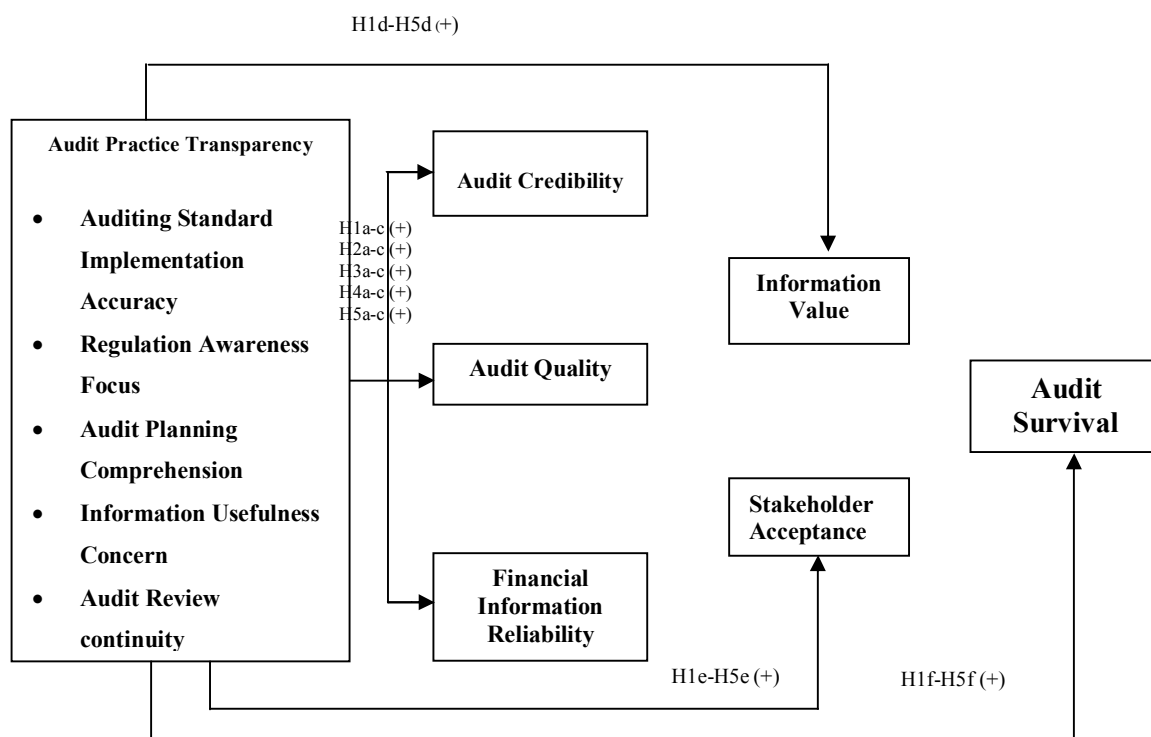 H1d-H5d (+)
Audit Practice Transparency
• Auditing Standard
Implementation
Accuracy
• Regulation Awareness
Focus
• Audit Planning
Comprehension
• Information Usefulness
Concern
• Audit Review
continuity
H1a-c (+)
H2a-c (+)
H3a-c (+)
H4a-c (+)
H5a-c (+)
Audit Credibility
Audit Quality
Financial
Information
Reliability
Information
Value
Stakeholder
Acceptance
Audit
Survival
H1e-H5e (+)
H1f-H5f (+)